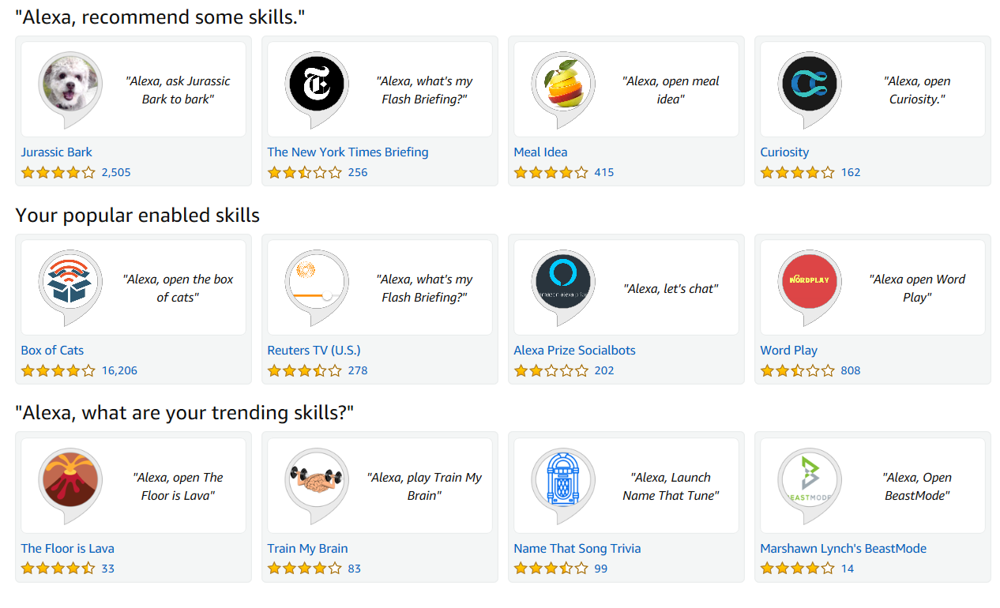 "Alexa, recommend some skills."
"Alexa, ask Jurassic
Bark to bark"
Jurassic Bark
2,505
"Alexa, what's my
Flash Briefing?"
The New York Times Briefing
256
"Alexa, open meal
idea"
Meal Idea
415
"Alexa, open
Curiosity."
Curiosity
162
Your popular enabled skills
"Alexa, open the box
of cats"
Box of Cats
16,206
"Alexa, what's my
Flash Briefing?"
Reuters TV (U.S.)
278
amazon alexa prize
"Alexa, let's chat"
Alexa Prize Socialbots
202
WORDPLAY
"Alexa open Word
Play"
Word Play
808
"Alexa, what are your trending skills?"
"Alexa, open The
Floor is Lava"
The Floor is Lava
33
"Alexa, play Train My
Brain"
Train My Brain
83
"Alexa, Launch
Name That Tune"
Name That Song Trivia
99
BEASTMODE
"Alexa, Open
BeastMode"
Marshawn Lynch's BeastMode
14